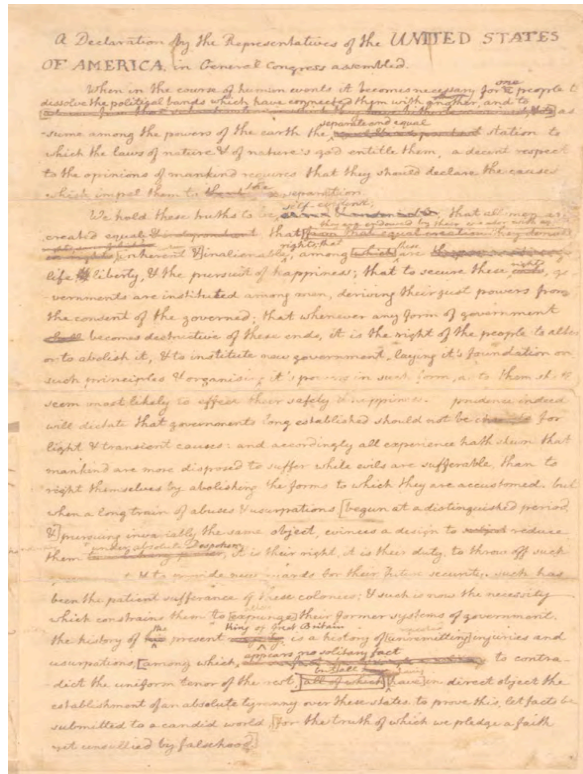 A Declaration by the Representatives of the UNITED STATES
OF AMERICA, in General Congress assembled.
When in the course of human events it becomes necessary for one people to
dissolve the political bands which have connected them with another, and to as
-sume among the powers of the earth the separate and equal station to
which the laws of nature & of nature's god entitle them, a decent respect
to the opinions of mankind requires that they should declare the causes
which impel them to the separation.
We hold these truths to be self-evident, that all men are
created equal that they are endowed by their creator with
inherent & inalienable rights, that among these are
life liberty, & the pursuit of happiness; that to secure these rights, go
vernments are instituted among men, deriving their just powers from
the consent of the governed; that whenever any form of government
becomes destructive of these ends, it is the right of the people to alter
or to abolish it, & to institute new government, laying it's foundation on
such principles & organising it's powers in such form, as to them shall
seem most likely to effect their safety & happiness. prudence indeed
will dictate that governments long established should not be changed for
light & transient causes: and accordingly all experience hath shewn that
mankind are more disposed to suffer while evils are sufferable, than to
right themselves by abolishing the forms to which they are accustomed. but
when a long train of abuses & usurpations [begun at a distinguished period,
&] pursuing invariably the same object, evinces a design to reduce
them under absolute Despotism, it is their right, it is their duty, to throw off such
& to provide new guards for their future security. such has
been the patient sufferance of these colonies; & such is now the necessity
which constrains them to [expunge] their former systems of government.
the history of the present King of Great Britain is a history of [unremitting] injuries and
usurpations, [among which, appears no solitary fact to contra-
dict the uniform tenor of the rest, but all have] in direct object the
establishment of an absolute tyranny over these states. to prove this, let facts be
submitted to a candid world, [for the truth of which we pledge a faith
yet unsullied by falsehood]